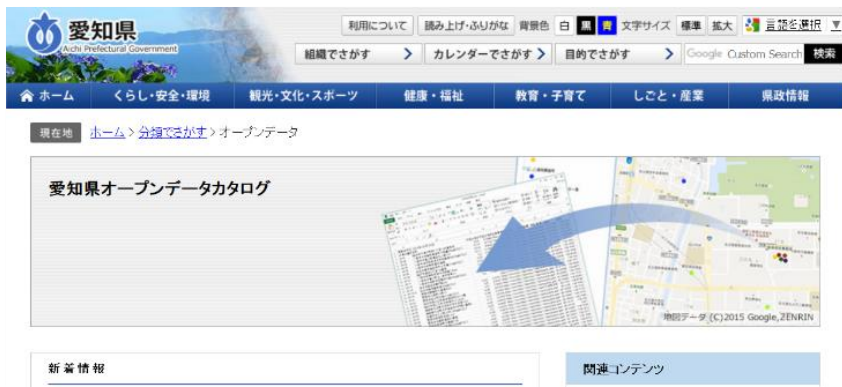 愛知県
Aichi Prefectural Government
利用について 読み上げ・ふりがな 背景色 白 黒 青 文字サイズ 標準 拡大 言語を選択 ▼
組織でさがす カレンダーでさがす 目的でさがす Google Custom Search 検索
ホーム くらし・安全・環境 観光・文化・スポーツ 健康・福祉 教育・子育て しごと・産業 県政情報
現在地 ホーム > 分類でさがす > オープンデータ
愛知県オープンデータカタログ
地図データ (C)2015 Google,ZENRIN
新着情報 関連コンテンツ